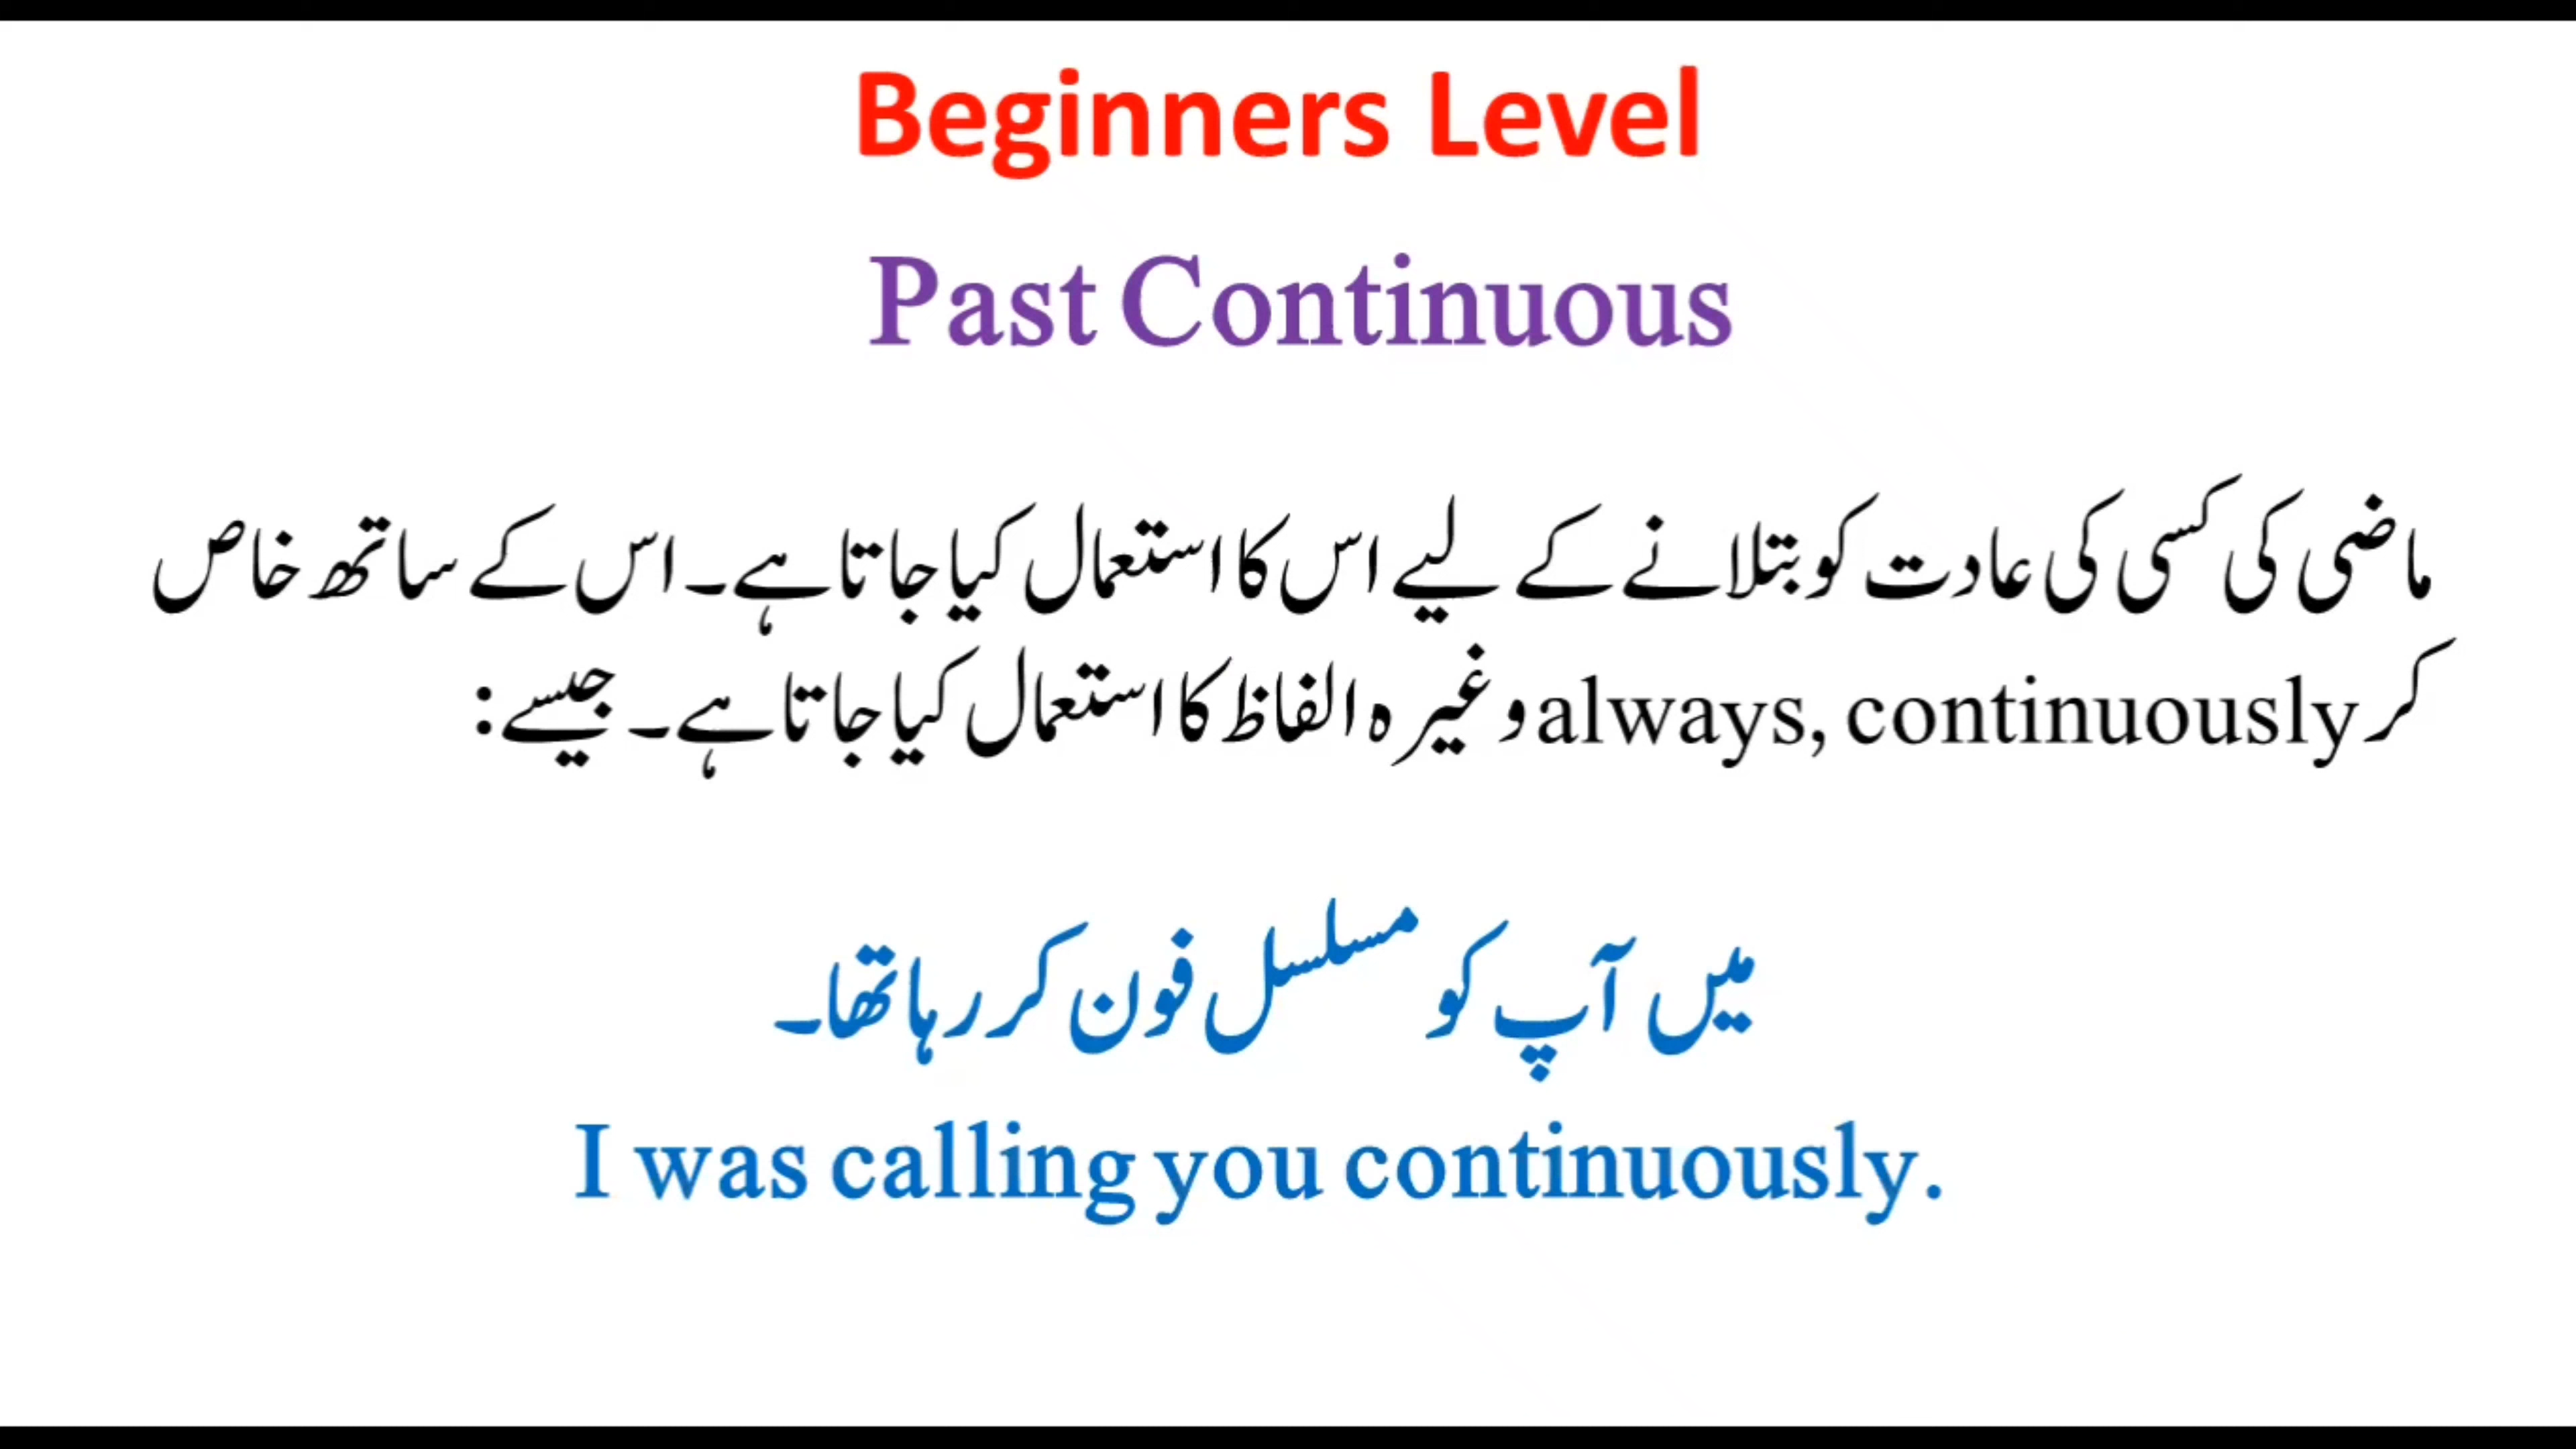 Beginners Level
Past Continuous
ماضی کی کسی کی عادت کو بتلانے کے لیے اس کا استعمال کیا جاتا ہے۔ اس کے ساتھ خاص
کر always, continuously وغیرہ الفاظ کا استعمال کیا جاتا ہے۔ جیسے:
میں آپ کو مسلسل فون کر رہا تھا۔
I was calling you continuously.